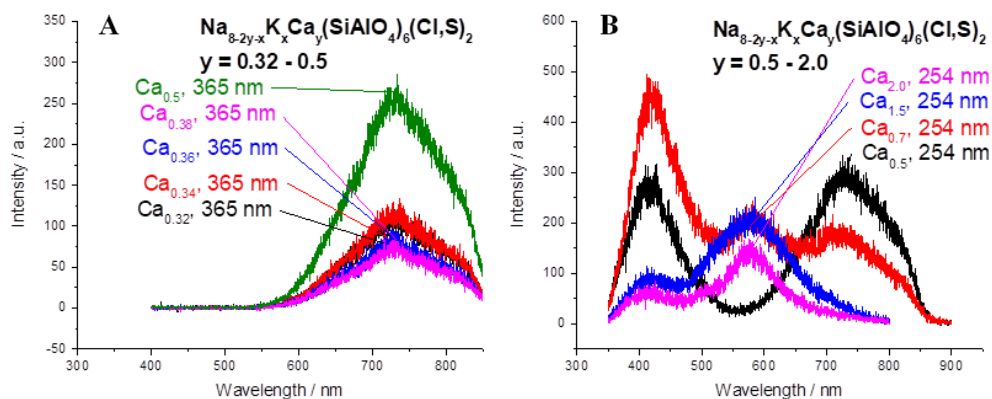 A
Na8-2y-xKxCay(SiAlO4)6(Cl,S)2
y = 0.32 - 0.5
Ca0.5, 365 nm
Ca0.38, 365 nm
Ca0.36, 365 nm
Ca0.34, 365 nm
Ca0.32, 365 nm
Intensity / a.u.
350
300
250
200
150
100
50
0
-50
300 400 500 600 700 800
Wavelength / nm
B
Na8-2y-xKxCay(SiAlO4)6(Cl,S)2
y = 0.5 - 2.0
Ca2.0, 254 nm
Ca1.5, 254 nm
Ca0.7, 254 nm
Ca0.5, 254 nm
Intensity / a.u.
600
500
400
300
200
100
0
300 400 500 600 700 800 900
Wavelength / nm